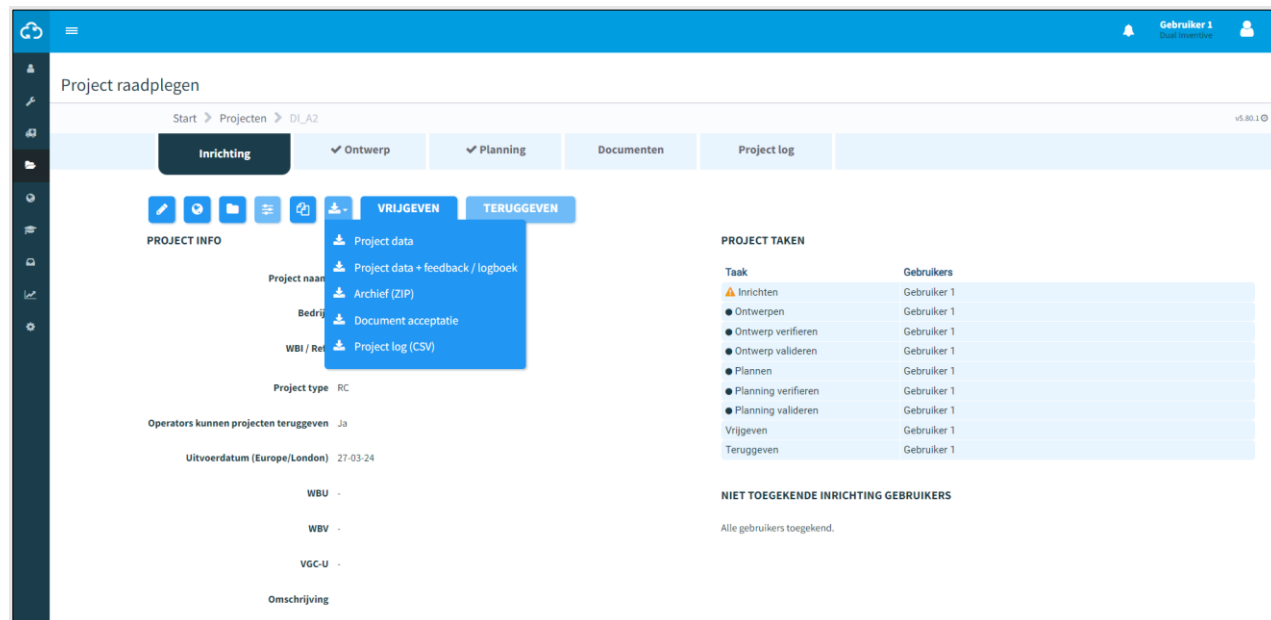 Gebruiker 1
Dual Inventive
Project raadplegen
Start > Projecten > DI_A2
v5.80.1
Inrichting
Ontwerp
Planning
Documenten
Project log
VRIJGEVEN
TERUGGEVEN
Project data
Project data + feedback / logboek
Archief (ZIP)
Document acceptatie
Project log (CSV)
PROJECT INFO
Project naam
Bedrij
WBI / Ref
Project type RC
Operators kunnen projecten teruggeven Ja
Uitvoerdatum (Europe/London) 27-03-24
WBU -
WBV -
VGC-U -
Omschrijving
PROJECT TAKEN
Taak Gebruikers
Inrichten Gebruiker 1
Ontwerpen Gebruiker 1
Ontwerp verifieren Gebruiker 1
Ontwerp valideren Gebruiker 1
Plannen Gebruiker 1
Planning verifieren Gebruiker 1
Planning valideren Gebruiker 1
Vrijgeven Gebruiker 1
Teruggeven Gebruiker 1
NIET TOEGEKENDE INRICHTING GEBRUIKERS
Alle gebruikers toegekend.